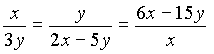 x/(3y) = y/(2x − 5y) = (6x − 15y)/x